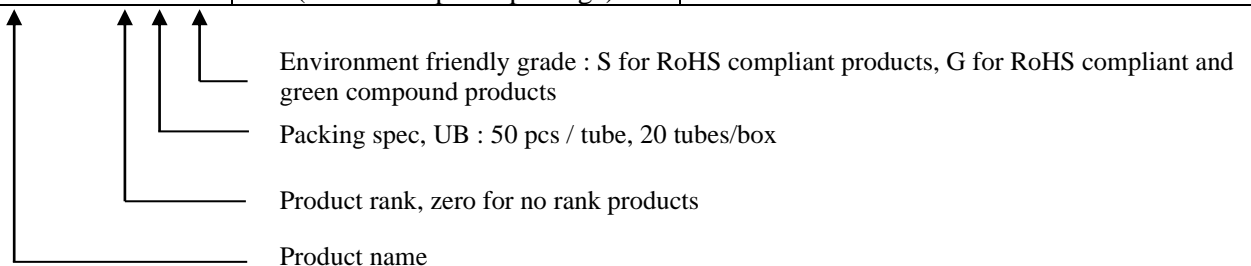 Environment friendly grade : S for RoHS compliant products, G for RoHS compliant and
green compound products
Packing spec, UB : 50 pcs / tube, 20 tubes/box
Product rank, zero for no rank products
Product name